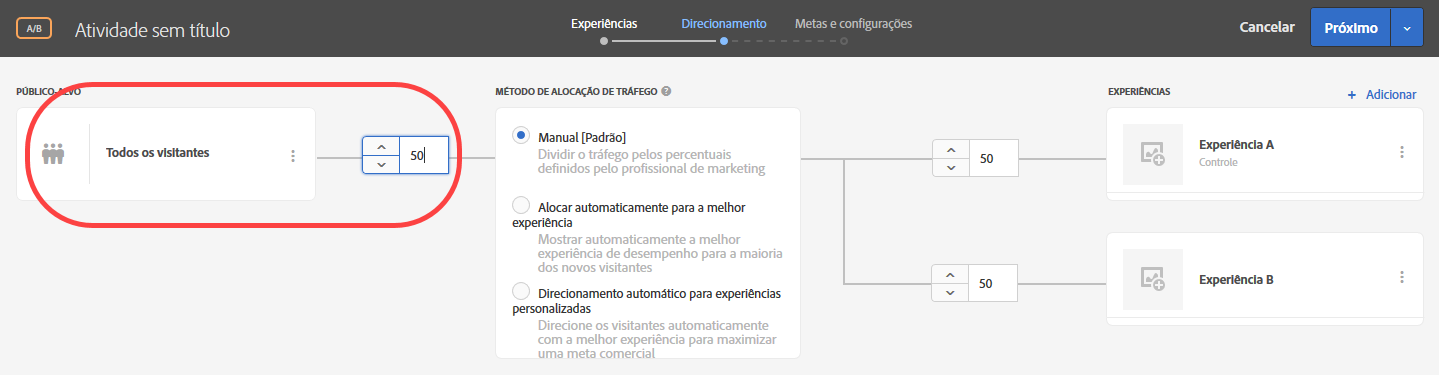 A/B
Atividade sem título
Experiências
Direcionamento
Metas e configurações
Cancelar
Próximo
PÚBLICO-ALVO
Todos os visitantes
50
MÉTODO DE ALOCAÇÃO DE TRÁFEGO ?
Manual [Padrão]
Dividir o tráfego pelos percentuais
definidos pelo profissional de marketing
Alocar automaticamente para a melhor
experiência
Mostrar automaticamente a melhor
experiência de desempenho para a maioria
dos novos visitantes
Direcionamento automático para experiências
personalizadas
Direcione os visitantes automaticamente
com a melhor experiência para maximizar
uma meta comercial
EXPERIÊNCIAS
+ Adicionar
50
Experiência A
Controle
50
Experiência B